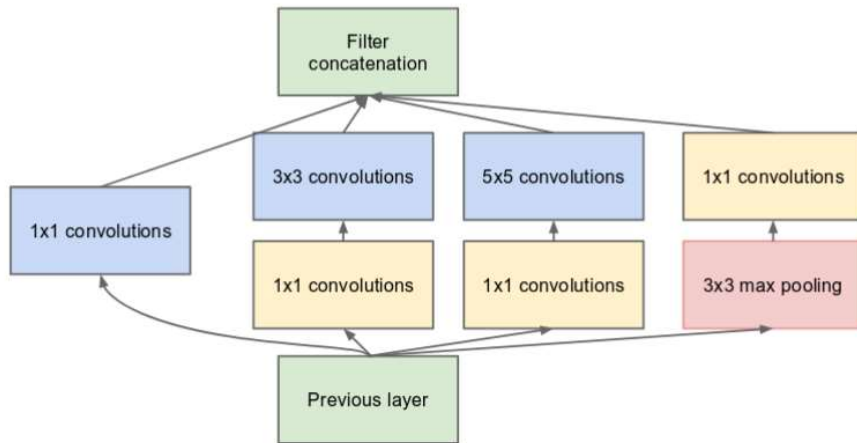 Filter
concatenation
3x3 convolutions
5x5 convolutions
1x1 convolutions
1x1 convolutions
1x1 convolutions
1x1 convolutions
3x3 max pooling
Previous layer